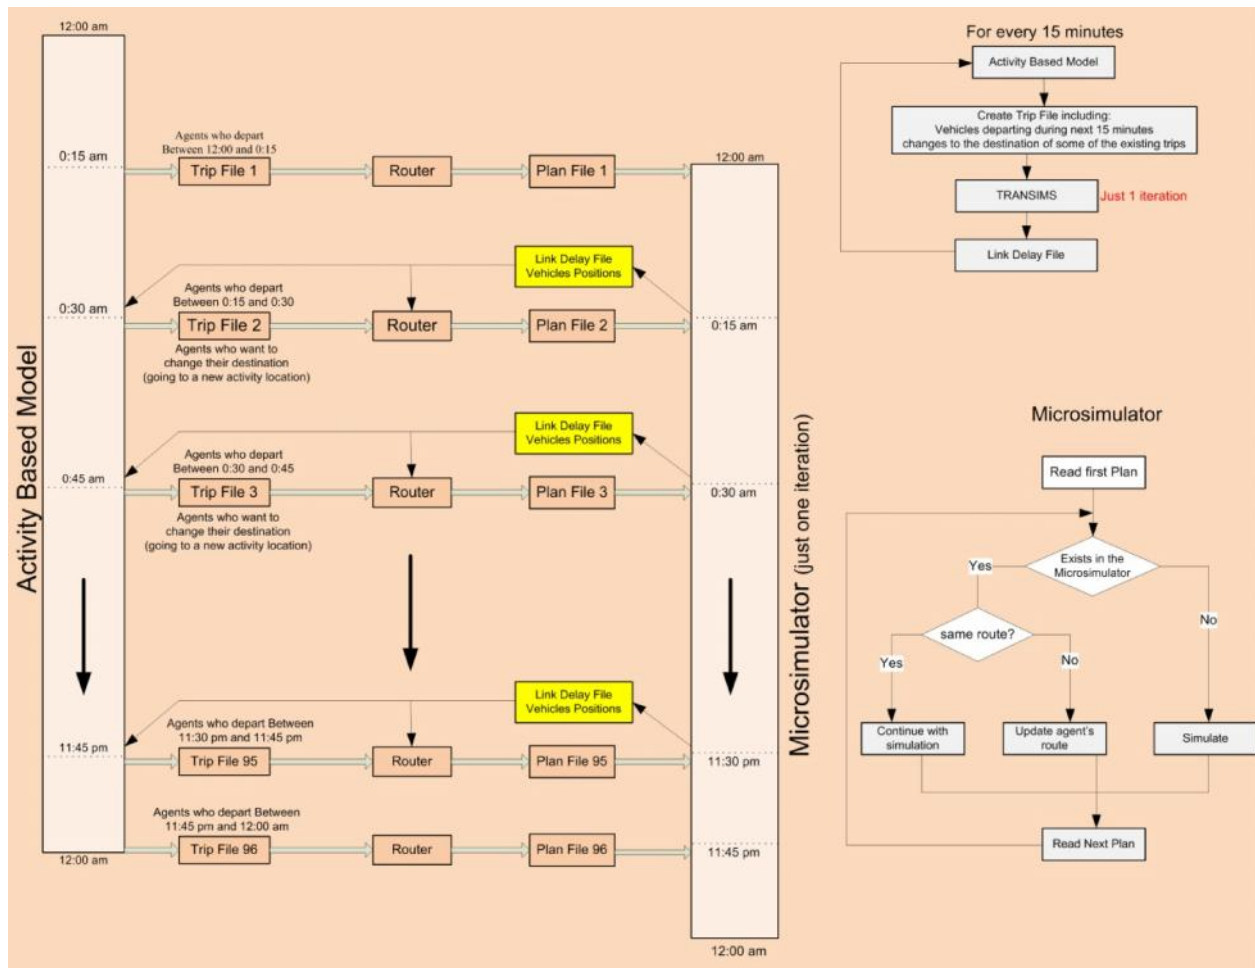 12:00 am
Agents who depart
Between 12:00 and 0:15
0:15 am
12:00 am
Trip File 1
Router
Plan File 1
Link Delay File
Vehicles Positions
Agents who depart
Between 0:15 and 0:30
0:30 am
Trip File 2
Router
Plan File 2
0:15 am
Agents who want to
change their destination
(going to a new activity location)
Link Delay File
Vehicles Positions
Agents who depart
Between 0:30 and 0:45
0:45 am
Trip File 3
Router
Plan File 3
0:30 am
Agents who want to
change their destination
(going to a new activity location)
Activity Based Model
Microsimulator (just one iteration)
Link Delay File
Vehicles Positions
Agents who depart Between
11:30 pm and 11:45 pm
11:45 pm
Trip File 95
Router
Plan File 95
11:30 pm
Agents who depart Between
11:45 pm and 12:00 am
Trip File 96
Router
Plan File 96
11:45 pm
12:00 am
12:00 am
For every 15 minutes
Activity Based Model
Create Trip File including:
Vehicles departing during next 15 minutes
changes to the destination of some of the existing trips
TRANSIMS
Just 1 iteration
Link Delay File
Microsimulator
Read first Plan
Exists in the
Microsimulator
Yes
No
same route?
Yes
No
Continue with
simulation
Update agent's
route
Simulate
Read Next Plan